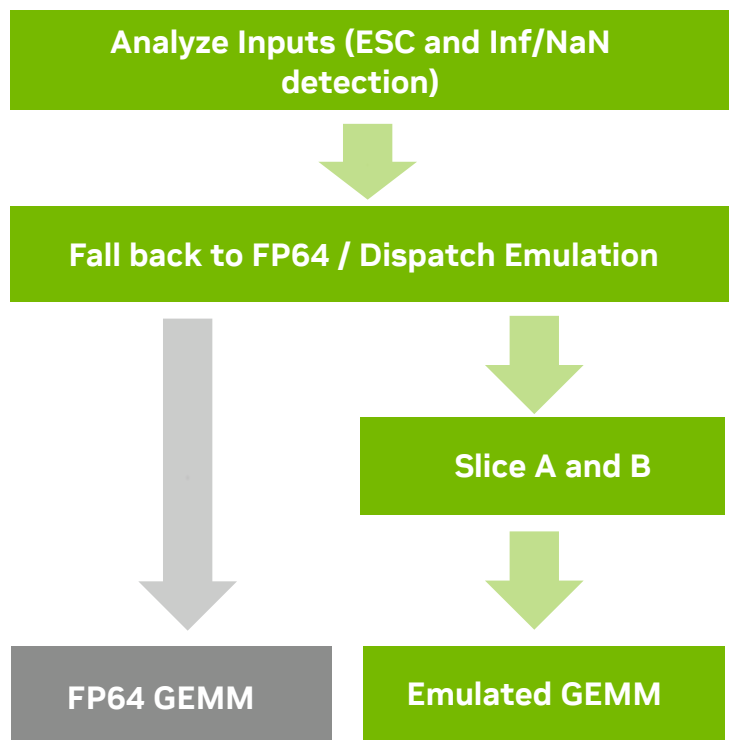 Analyze Inputs (ESC and Inf/NaN
detection)
Fall back to FP64 / Dispatch Emulation
Slice A and B
FP64 GEMM
Emulated GEMM